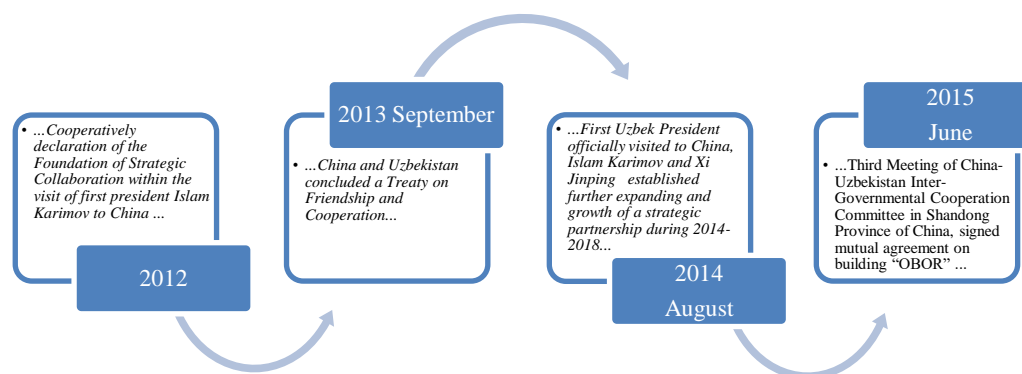 • ...Cooperatively
declaration of the
Foundation of Strategic
Collaboration within the
visit of first president Islam
Karimov to China ...
2012
2013 September
• ...China and Uzbekistan
concluded a Treaty on
Friendship and
Cooperation...
• ...First Uzbek President
officially visited to China,
Islam Karimov and Xi
Jinping established
further expanding and
growth of a strategic
partnership during 2014-
2018...
2014
August
2015
June
• ...Third Meeting of China-
Uzbekistan Inter-
Governmental Cooperation
Committee in Shandong
Province of China, signed
mutual agreement on
building “OBOR” ...